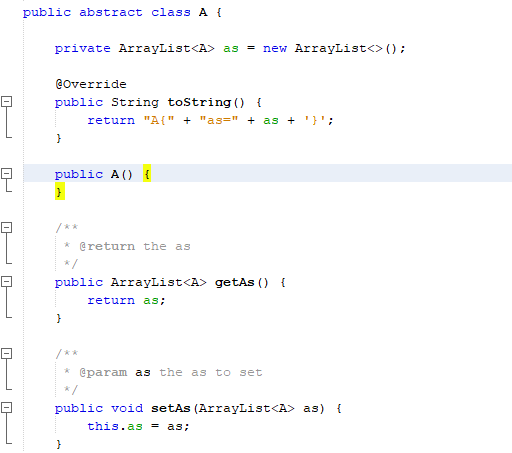 public abstract class A {
private ArrayList<A> as = new ArrayList<>();
@Override
public String toString() {
return "A{" + "as=" + as + '}';
}
public A() {
}
/**
* @return the as
*/
public ArrayList<A> getAs() {
return as;
}
/**
* @param as the as to set
*/
public void setAs(ArrayList<A> as) {
this.as = as;
}